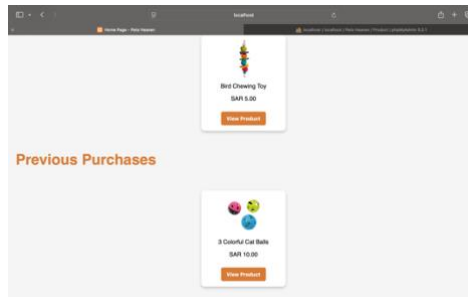 localhost
Home Page - Pets Heaven
localhost / localhost / Pets Heaven / Product | phpMyAdmin 5.2.1
Bird Chewing Toy
SAR 5.00
View Product
Previous Purchases
3 Colorful Cat Balls
SAR 10.00
View Product